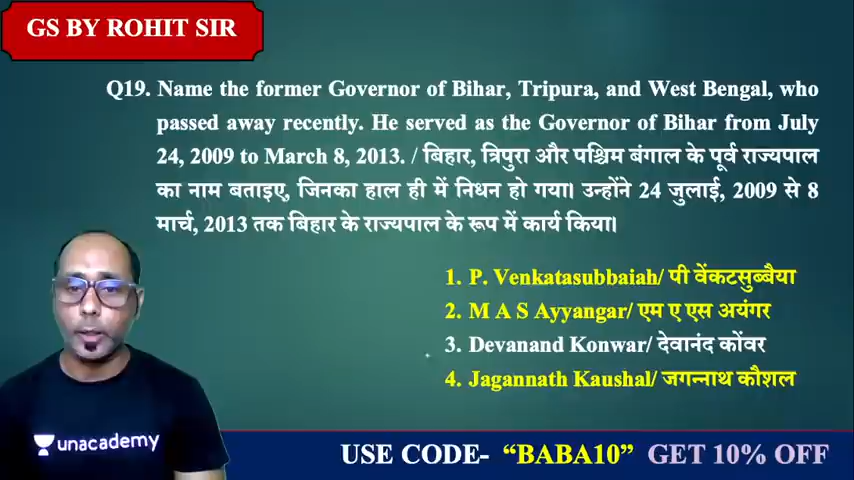 GS BY ROHIT SIR
Q19. Name the former Governor of Bihar, Tripura, and West Bengal, who
passed away recently. He served as the Governor of Bihar from July
24, 2009 to March 8, 2013. / बिहार, त्रिपुरा और पश्चिम बंगाल के पूर्व राज्यपाल
का नाम बताइए, जिनका हाल ही में निधन हो गया। उन्होंने 24 जुलाई, 2009 से 8
मार्च, 2013 तक बिहार के राज्यपाल के रूप में कार्य किया।
1. P. Venkatasubbaiah/ पी वेंकटसुब्बैया
2. M A S Ayyangar/ एम ए एस अयंगर
3. Devanand Konwar/ देवानंद कोंवर
4. Jagannath Kaushal/ जगन्नाथ कौशल
unacademy
USE CODE- “BABA10” GET 10% OFF